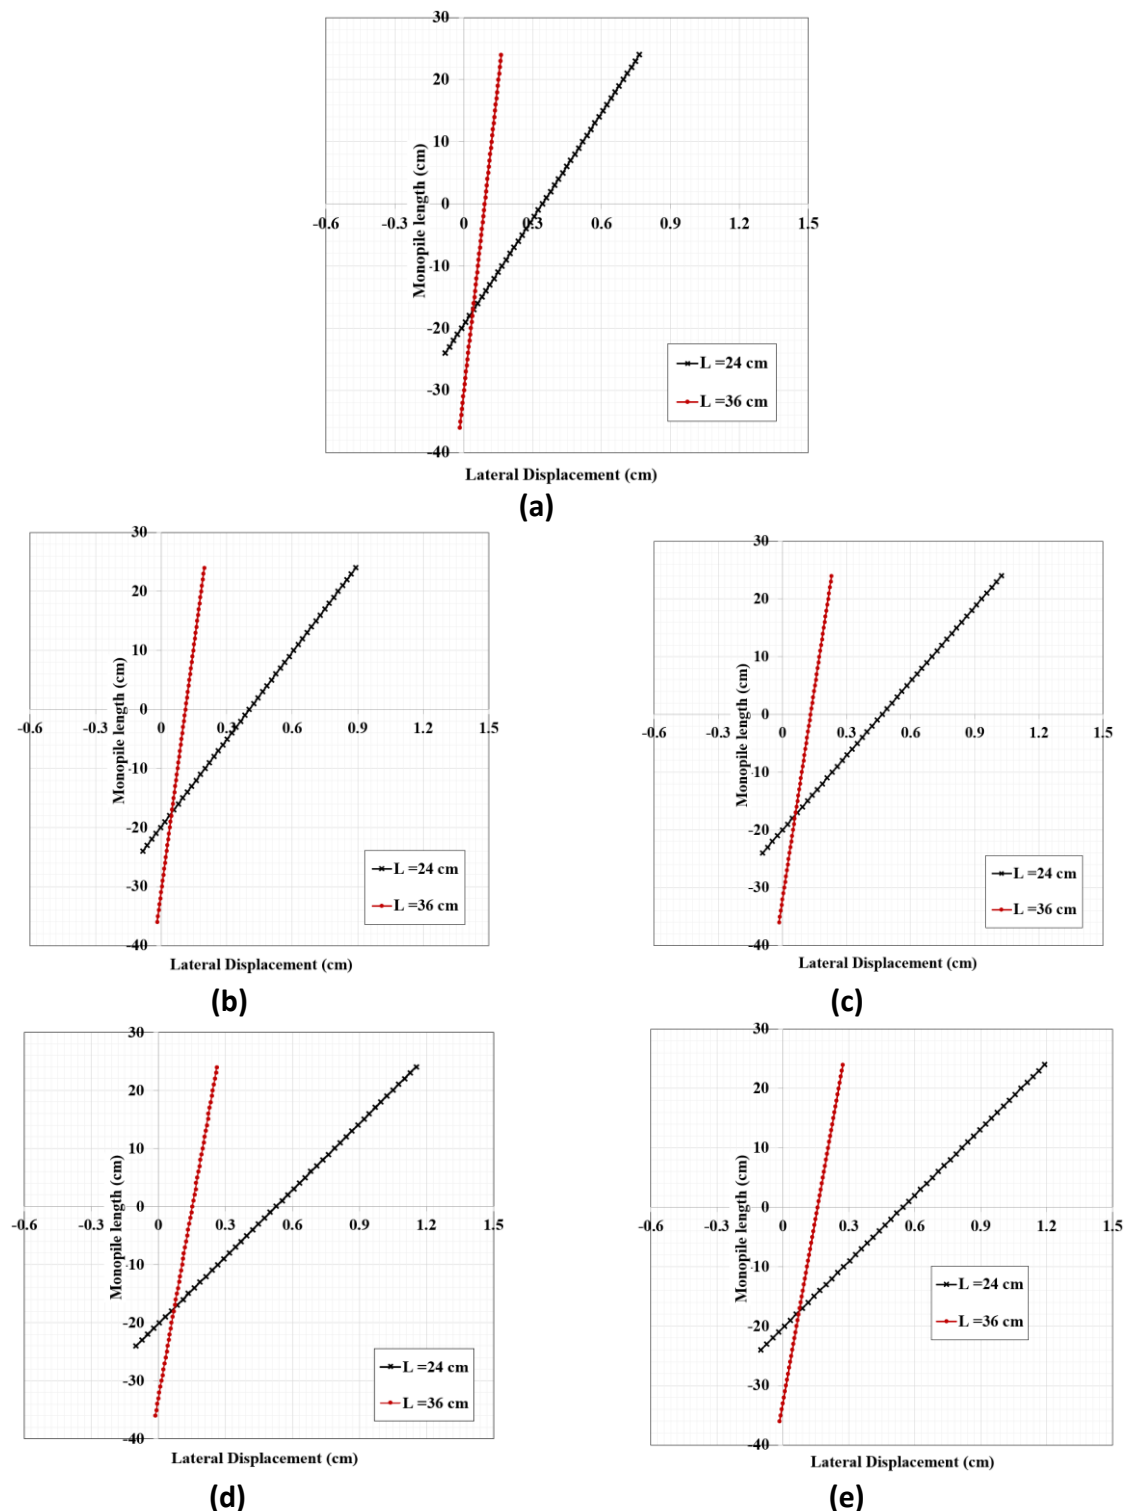 30
20
10
0
-0.6 -0.3 0 0.3 0.6 0.9 1.2 1.5
-10
-20
-30
-40
Monopile length (cm)
L =24 cm
L =36 cm
Lateral Displacement (cm)
(a)
30
20
10
0
-0.6 -0.3 0 0.3 0.6 0.9 1.2 1.5
-10
-20
-30
-40
Monopile length (cm)
L =24 cm
L =36 cm
Lateral Displacement (cm)
(b)
30
20
10
0
-0.6 -0.3 0 0.3 0.6 0.9 1.2 1.5
-10
-20
-30
-40
Monopile length (cm)
L =24 cm
L =36 cm
Lateral Displacement (cm)
(c)
30
20
10
0
-0.6 -0.3 0 0.3 0.6 0.9 1.2 1.5
-10
-20
-30
-40
Monopile length (cm)
L =24 cm
L =36 cm
Lateral Displacement (cm)
(d)
30
20
10
0
-0.6 -0.3 0 0.3 0.6 0.9 1.2 1.5
-10
-20
-30
-40
Monopile length (cm)
L =24 cm
L =36 cm
Lateral Displacement (cm)
(e)